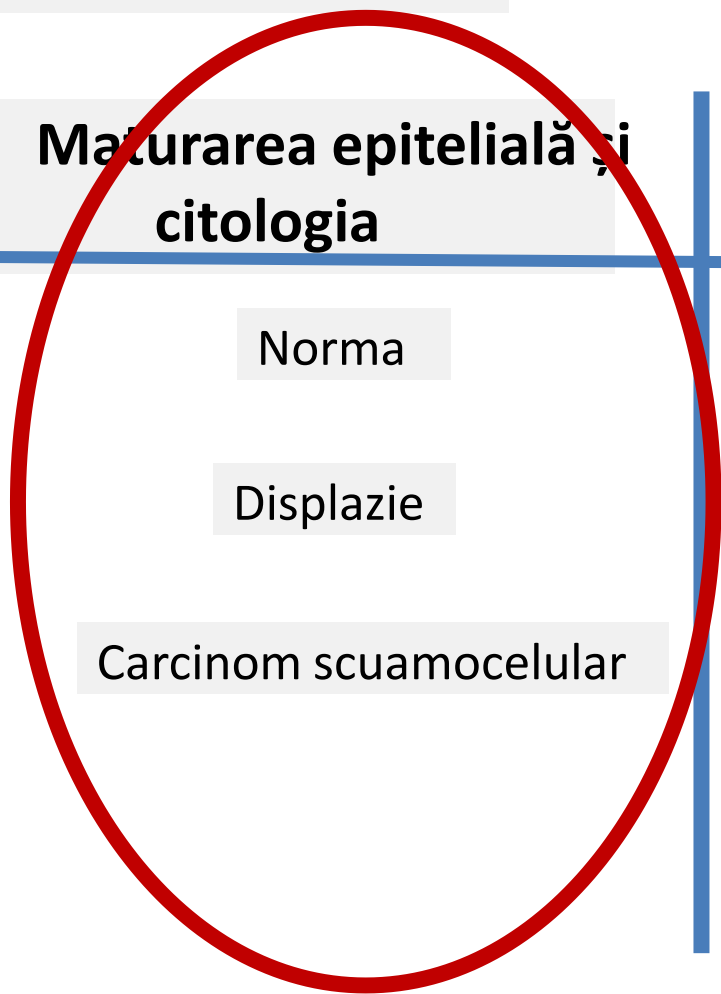 Maturarea epitelială și
citologia
Norma
Displazie
Carcinom scuamocelular